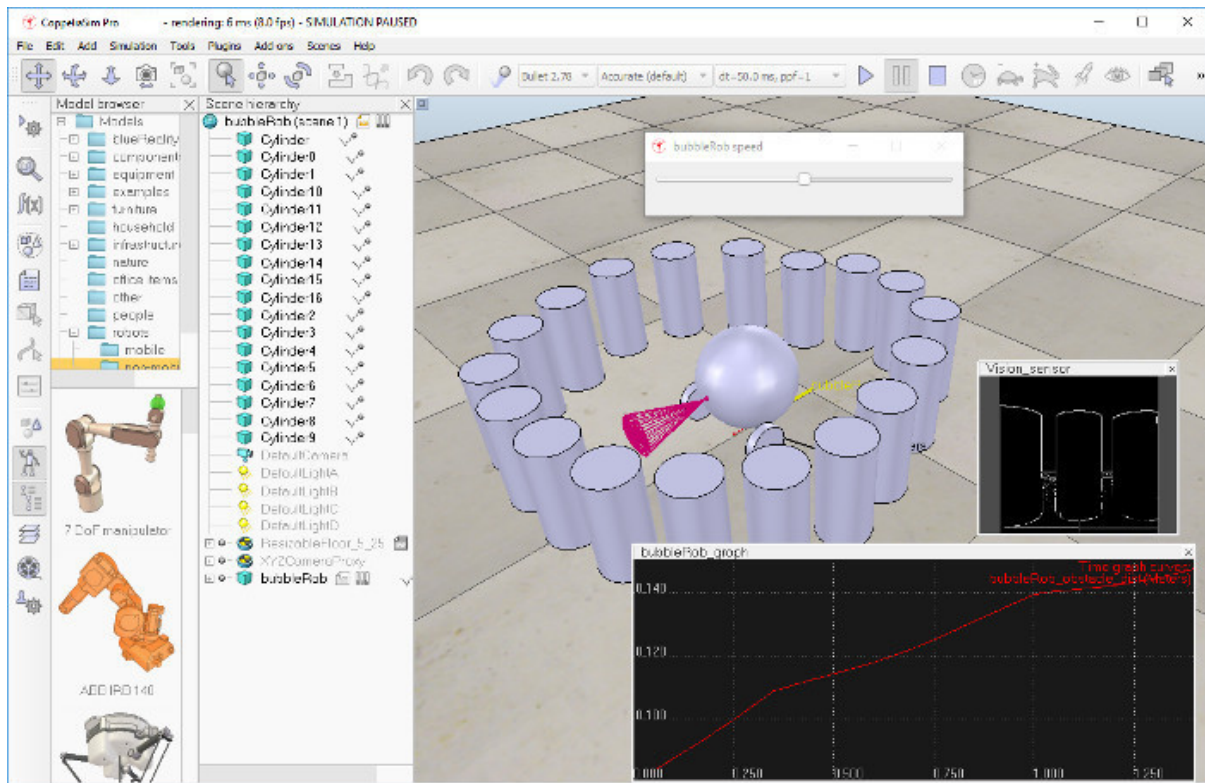 CoppeliaSim Pro - rendering: 6 ms (8.0 fps) - SIMULATION PAUSED
File Edit Add Simulation Tools Plugins Add-ons Scenes Help
Bullet 2.78 Accurate (default) dt=50.0 ms, ppf=1
Model browser
Models
blueReality
components
equipment
examples
furniture
household
infrastructure
nature
office items
other
people
robots
mobile
7 DoF manipulator
ABB IRB 140
Scene hierarchy
bubbleRob (scene 1)
Cylinder
Cylinder0
Cylinder1
Cylinder10
Cylinder11
Cylinder12
Cylinder13
Cylinder14
Cylinder15
Cylinder16
Cylinder2
Cylinder3
Cylinder4
Cylinder5
Cylinder6
Cylinder7
Cylinder8
Cylinder9
DefaultCamera
DefaultLightA
DefaultLightB
DefaultLightC
DefaultLightD
ResizableFloor_5_25
XYZCameraProxy
bubbleRob
bubbleRob speed
Vision_sensor
bubbleRob_graph
Time graph curves:
bubbleRob_obstacle_dist (Meters)
0.140
0.120
0.100
0.000 0.250 0.500 0.750 1.000 1.250